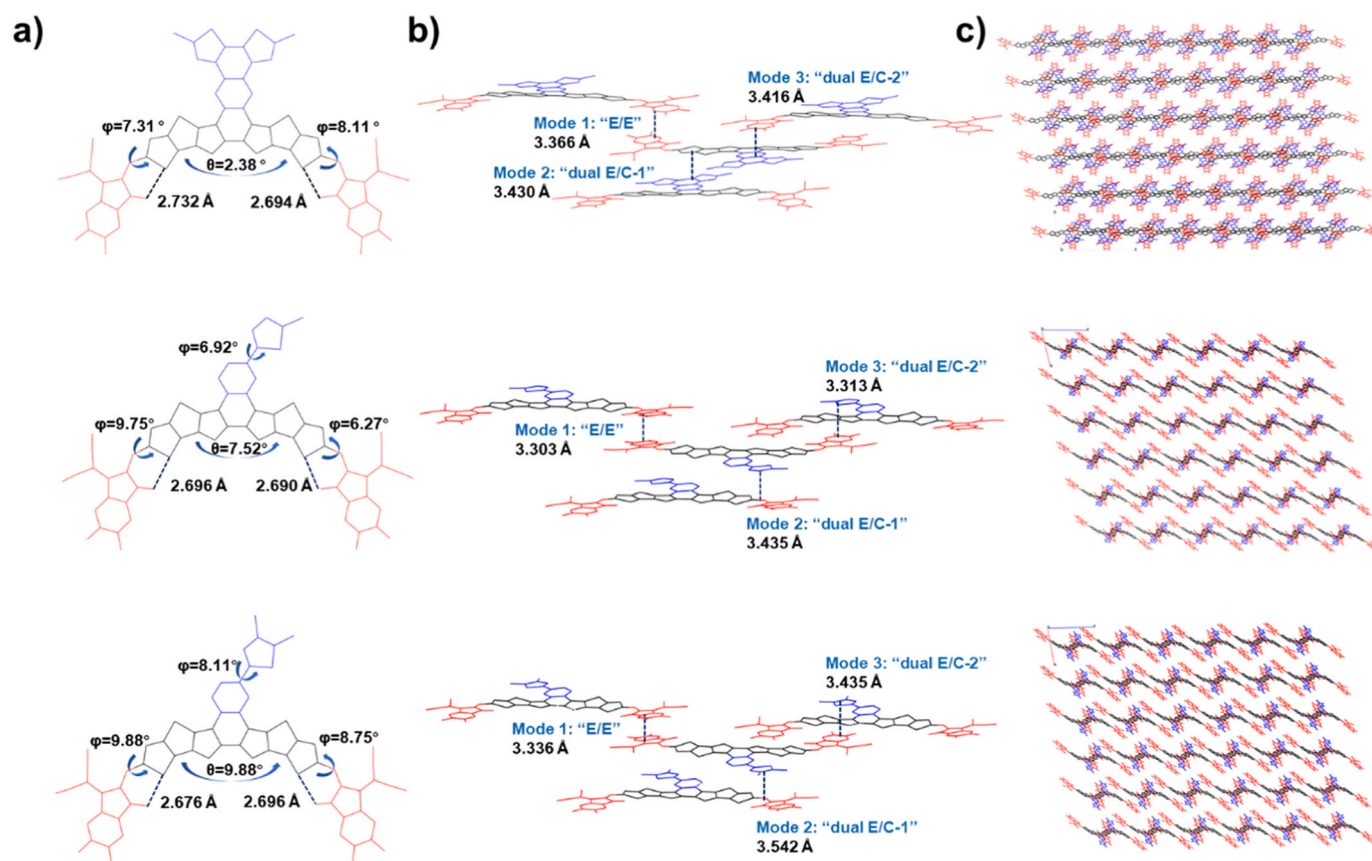 a)
b)
c)
φ=7.31 °
φ=8.11 °
θ=2.38 °
2.732 Å
2.694 Å
Mode 3: “dual E/C-2”
3.416 Å
Mode 1: “E/E”
3.366 Å
Mode 2: “dual E/C-1”
3.430 Å
φ=6.92°
φ=9.75°
φ=6.27°
θ=7.52°
2.696 Å
2.690 Å
Mode 3: “dual E/C-2”
3.313 Å
Mode 1: “E/E”
3.303 Å
Mode 2: “dual E/C-1”
3.435 Å
φ=8.11°
φ=9.88°
φ=8.75°
θ=9.88°
2.676 Å
2.696 Å
Mode 3: “dual E/C-2”
3.435 Å
Mode 1: “E/E”
3.336 Å
Mode 2: “dual E/C-1”
3.542 Å